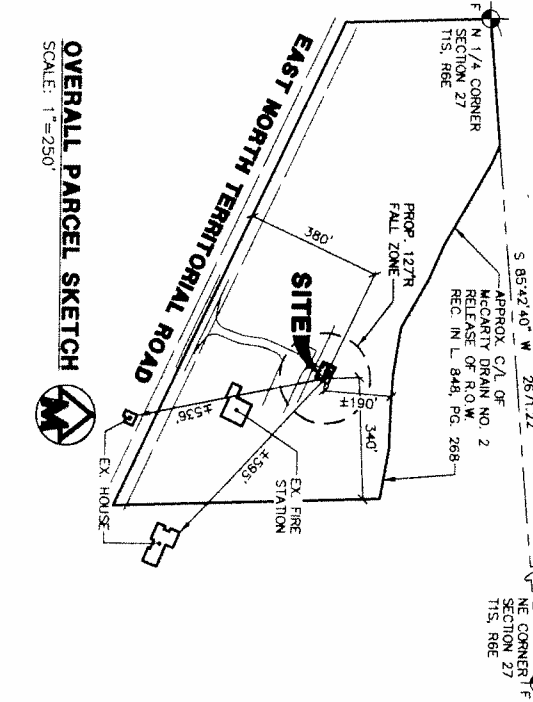 F
N 1/4 CORNER
SECTION 27
T1S, R6E
S 85°42'40" W 2671.22
NE CORNER F
SECTION 27
T1S, R6E
APPROX. C/L OF
McCARTY DRAIN NO. 2
RELEASE OF R.O.W.
REC. IN L. 848, PG. 268
PROP. 127'R
FALL ZONE
380'
SITE
±190'
340'
EAST NORTH TERRITORIAL ROAD
±536'
±595'
EX. FIRE
STATION
EX. HOUSE
OVERALL PARCEL SKETCH
SCALE: 1"=250'